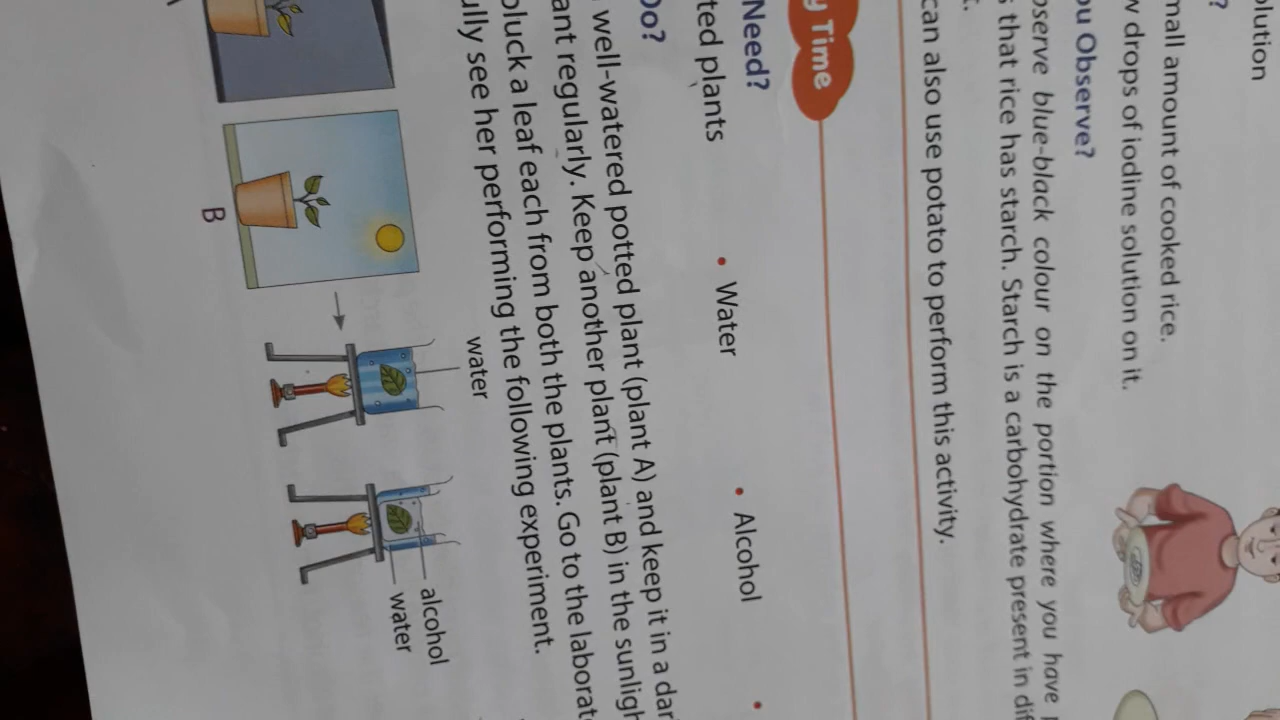 olution
?
mall amount of cooked rice.
w drops of iodine solution on it.
ou Observe?
bserve blue-black colour on the portion where you have
s that rice has starch. Starch is a carbohydrate present in dif
t.
can also use potato to perform this activity.
y Time
Need?
ted plants • Water • Alcohol •
Do?
well-watered potted plant (plant A) and keep it in a dar
ant regularly. Keep another plant (plant B) in the sunligh
pluck a leaf each from both the plants. Go to the laborat
ully see her performing the following experiment.
water
alcohol
water
B
A